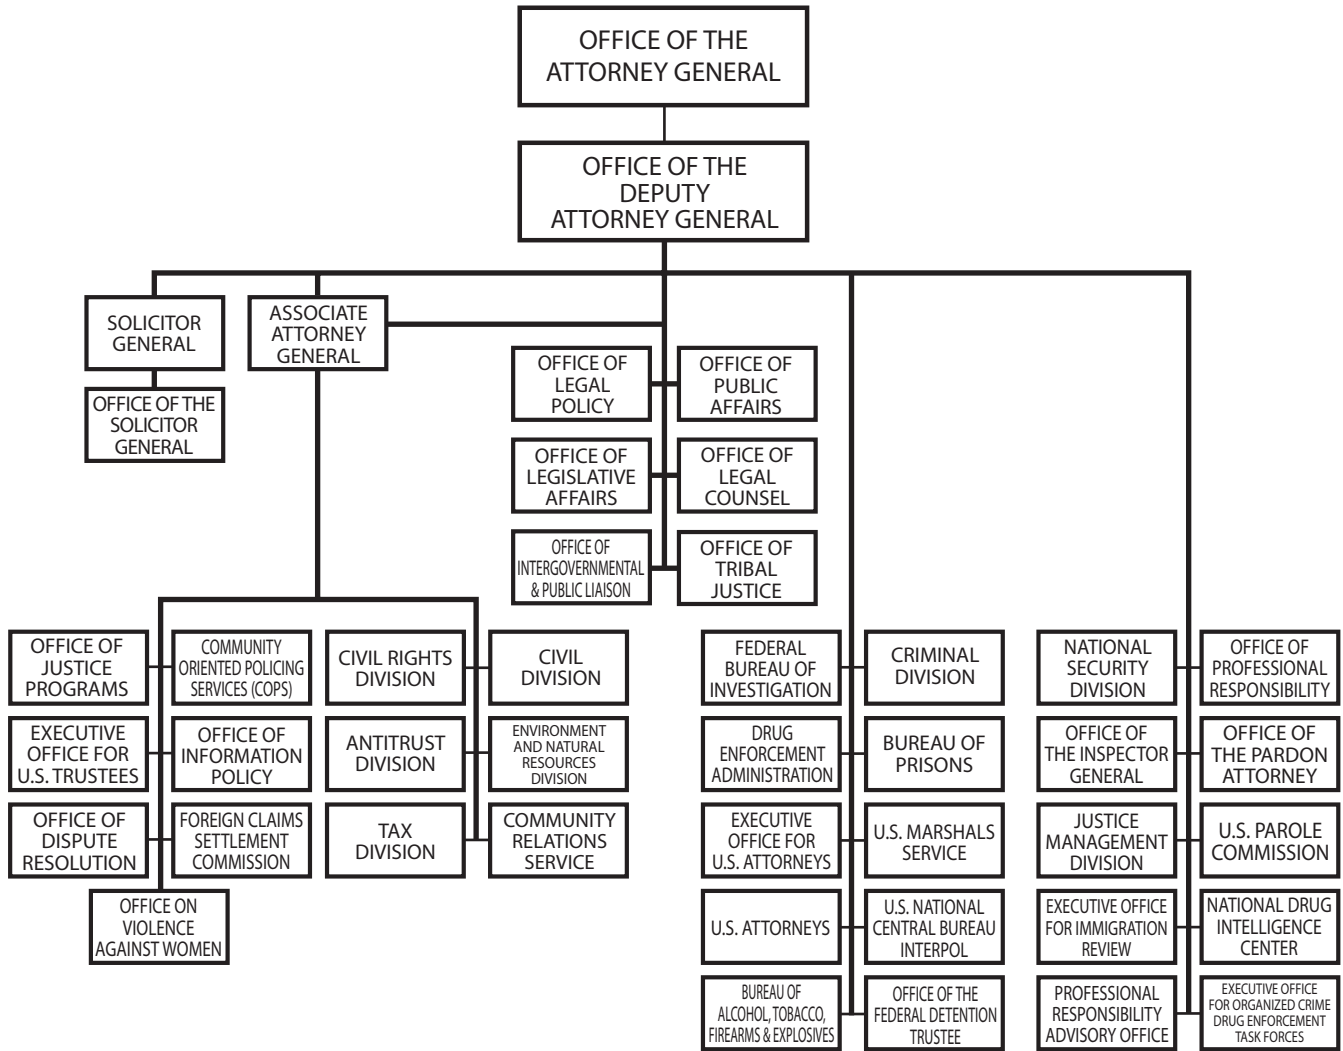 OFFICE OF THE
ATTORNEY GENERAL
OFFICE OF THE
DEPUTY
ATTORNEY GENERAL
SOLICITOR
GENERAL
ASSOCIATE
ATTORNEY
GENERAL
OFFICE OF THE
SOLICITOR
GENERAL
OFFICE OF
LEGAL
POLICY
OFFICE OF
PUBLIC
AFFAIRS
OFFICE OF
LEGISLATIVE
AFFAIRS
OFFICE OF
LEGAL
COUNSEL
OFFICE OF
INTERGOVERNMENTAL
& PUBLIC LIAISON
OFFICE OF
TRIBAL
JUSTICE
OFFICE OF
JUSTICE
PROGRAMS
COMMUNITY
ORIENTED POLICING
SERVICES (COPS)
CIVIL RIGHTS
DIVISION
CIVIL
DIVISION
FEDERAL
BUREAU OF
INVESTIGATION
CRIMINAL
DIVISION
NATIONAL
SECURITY
DIVISION
OFFICE OF
PROFESSIONAL
RESPONSIBILITY
EXECUTIVE
OFFICE FOR
U.S. TRUSTEES
OFFICE OF
INFORMATION
POLICY
ANTITRUST
DIVISION
ENVIRONMENT
AND NATURAL
RESOURCES
DIVISION
DRUG
ENFORCEMENT
ADMINISTRATION
BUREAU OF
PRISONS
OFFICE OF
THE INSPECTOR
GENERAL
OFFICE OF
THE PARDON
ATTORNEY
OFFICE OF
DISPUTE
RESOLUTION
FOREIGN CLAIMS
SETTLEMENT
COMMISSION
TAX
DIVISION
COMMUNITY
RELATIONS
SERVICE
EXECUTIVE
OFFICE FOR
U.S. ATTORNEYS
U.S. MARSHALS
SERVICE
JUSTICE
MANAGEMENT
DIVISION
U.S. PAROLE
COMMISSION
OFFICE ON
VIOLENCE
AGAINST WOMEN
U.S. ATTORNEYS
U.S. NATIONAL
CENTRAL BUREAU
INTERPOL
EXECUTIVE OFFICE
FOR IMMIGRATION
REVIEW
NATIONAL DRUG
INTELLIGENCE
CENTER
BUREAU OF
ALCOHOL, TOBACCO,
FIREARMS & EXPLOSIVES
OFFICE OF THE
FEDERAL DETENTION
TRUSTEE
PROFESSIONAL
RESPONSIBILITY
ADVISORY OFFICE
EXECUTIVE OFFICE
FOR ORGANIZED CRIME
DRUG ENFORCEMENT
TASK FORCES